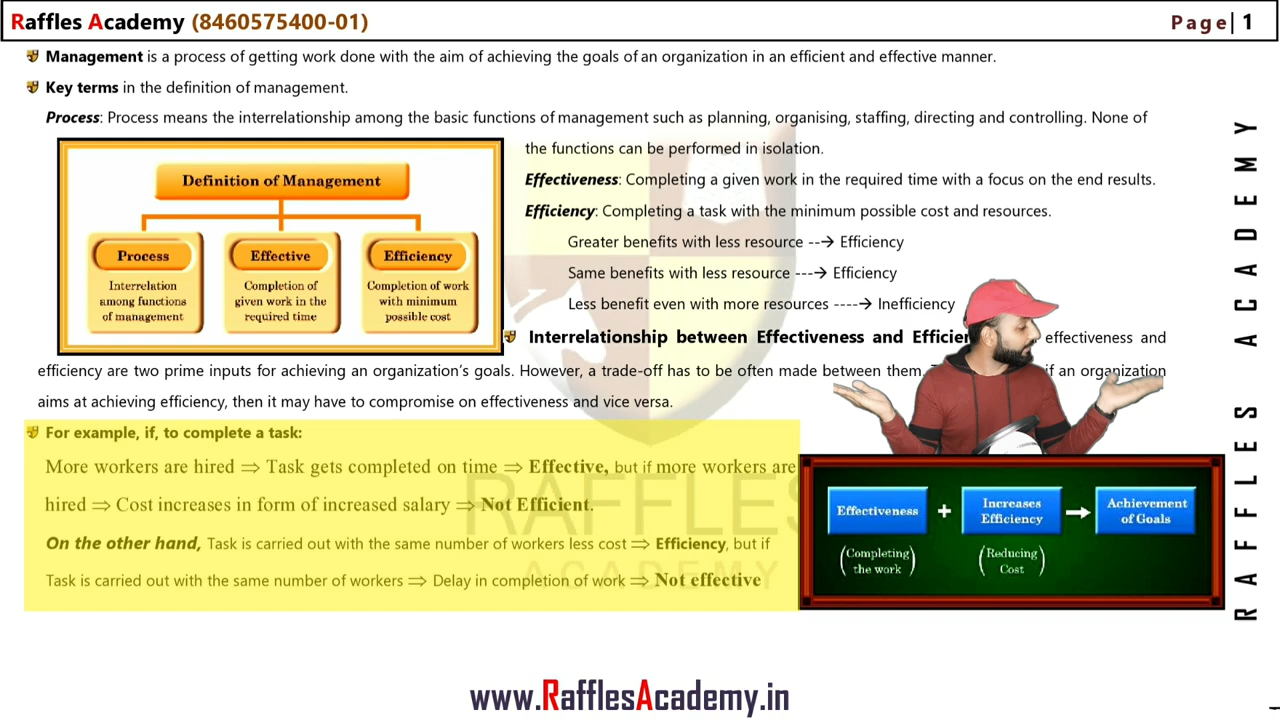 Raffles Academy (8460575400-01)
Page| 1
Management is a process of getting work done with the aim of achieving the goals of an organization in an efficient and effective manner.
Key terms in the definition of management.
Process: Process means the interrelationship among the basic functions of management such as planning, organising, staffing, directing and controlling. None of
the functions can be performed in isolation.
Definition of Management
Process
Interrelation
among functions
of management
Effective
Completion of
given work in the
required time
Efficiency
Completion of work
with minimum
possible cost
Effectiveness: Completing a given work in the required time with a focus on the end results.
Efficiency: Completing a task with the minimum possible cost and resources.
Greater benefits with less resource --→ Efficiency
Same benefits with less resource ---→ Efficiency
Less benefit even with more resources ----→ Inefficiency
Interrelationship between Effectiveness and effectiveness and
efficiency are two prime inputs for achieving an organization's goals. However, a trade-off has to be often made between them. if an organization
aims at achieving efficiency, then it may have to compromise on effectiveness and vice versa.
For example, if, to complete a task:
More workers are hired ⇒ Task gets completed on time ⇒ Effective, but if more workers are
hired ⇒ Cost increases in form of increased salary ⇒ Not Efficient.
On the other hand, Task is carried out with the same number of workers less cost ⇒ Efficiency, but if
Task is carried out with the same number of workers ⇒ Delay in completion of work ⇒ Not effective
Effectiveness + Increases Efficiency → Achievement of Goals
(Completing the work)
(Reducing Cost)
RAFFLES
ACADEMY
RAFFLES ACADEMY
www.RafflesAcademy.in